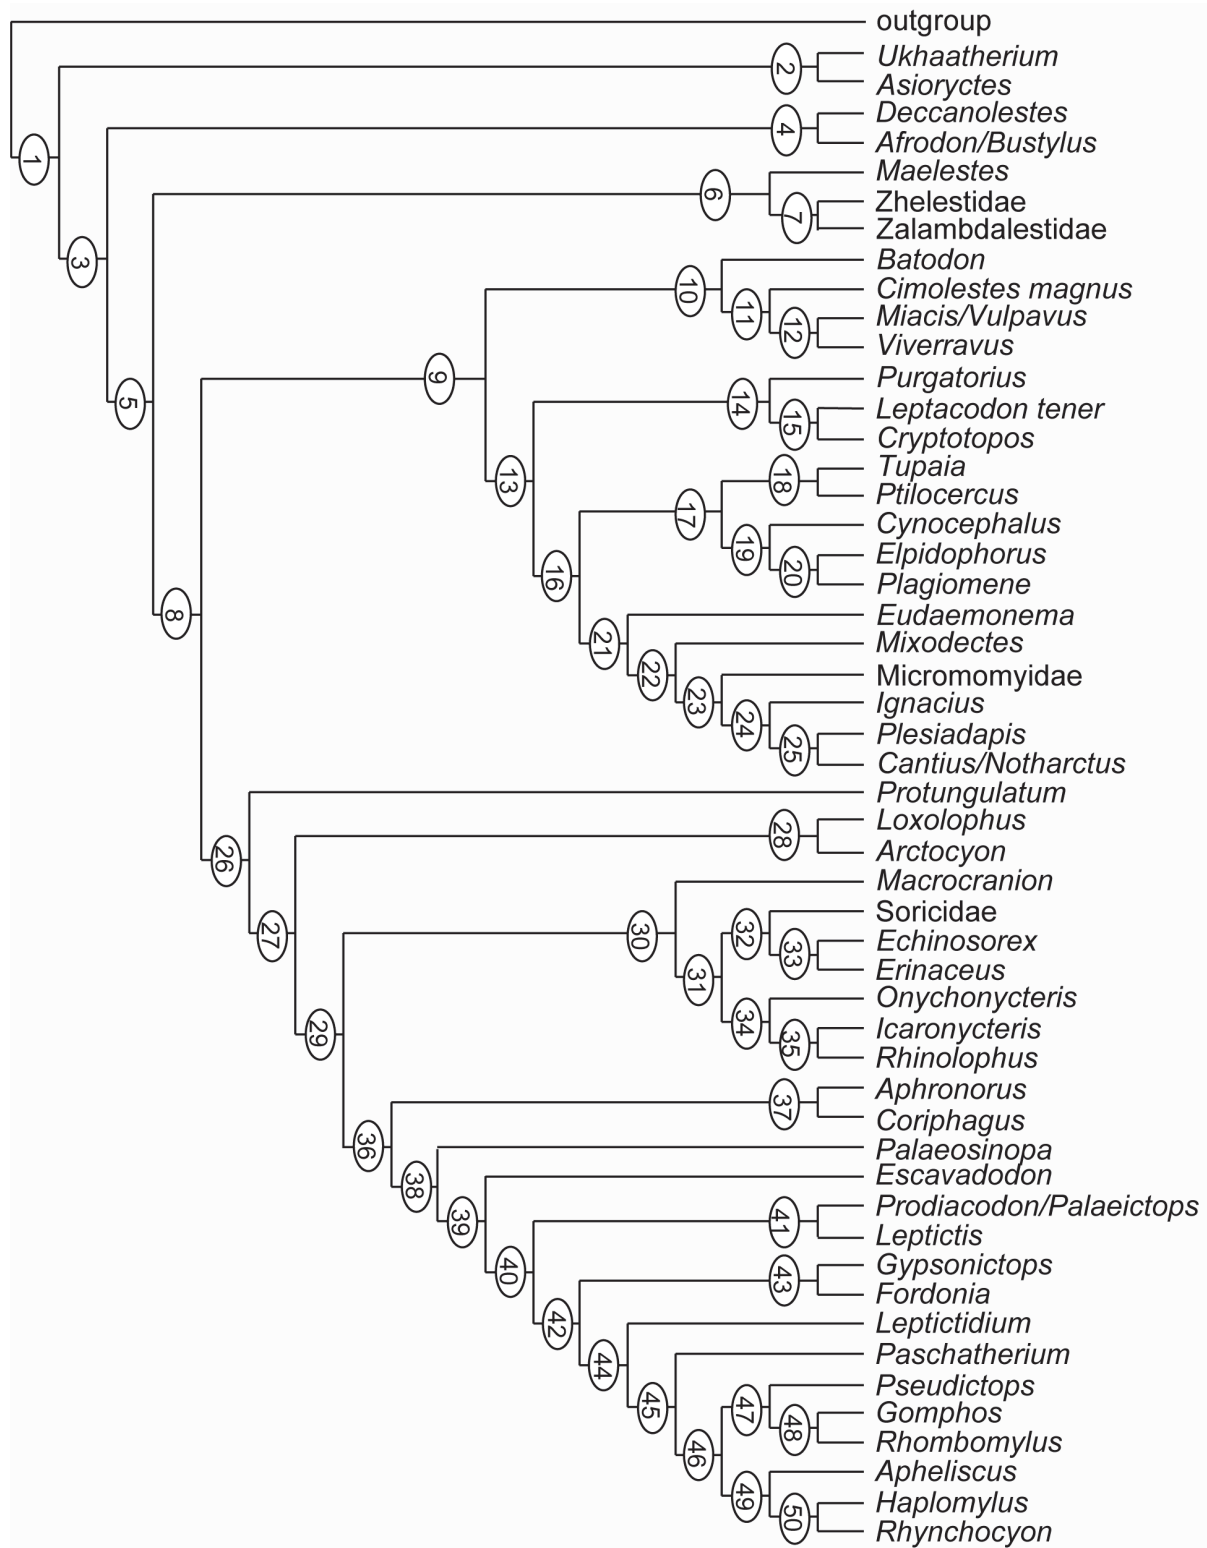 outgroup
Ukhaatherium
2
Asioryctes
Deccanolestes
4
Afrodon/Bustylus
1
Maelestes
6
Zhelestidae
7
Zalambdalestidae
3
Batodon
10
Cimolestes magnus
11
Miacis/Vulpavus
12
Viverravus
9
Purgatorius
5
14
Leptacodon tener
15
Cryptotopos
Tupaia
13
18
Ptilocercus
17
Cynocephalus
19
Elpidophorus
16
20
Plagiomene
8
Eudaemonema
21
Mixodectes
22
Micromomyidae
23
Ignacius
24
Plesiadapis
25
Cantius/Notharctus
Protungulatum
Loxolophus
28
26
Arctocyon
Macrocranion
Soricidae
27
30
32
Echinosorex
33
Erinaceus
31
Onychonycteris
29
34
Icaronycteris
35
Rhinolophus
Aphronorus
37
Coriphagus
36
Palaeosinopa
38
Escavadodon
Prodiacodon/Palaeictops
39
41
Leptictis
40
Gypsonictops
43
Fordonia
42
Leptictidium
44
Paschatherium
Pseudictops
45
47
Gomphos
48
Rhombomylus
46
Apheliscus
49
Haplomylus
50
Rhynchocyon